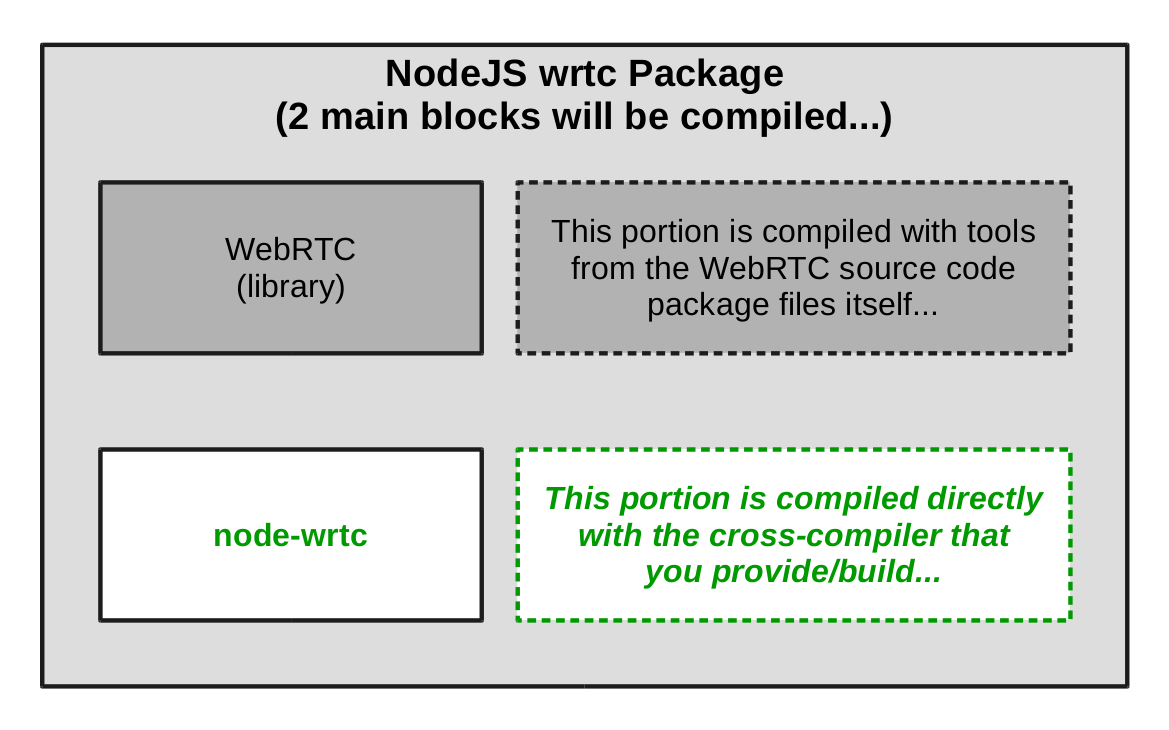 NodeJS wrtc Package
(2 main blocks will be compiled...)
WebRTC
(library)
This portion is compiled with tools
from the WebRTC source code
package files itself...
node-wrtc
This portion is compiled directly
with the cross-compiler that
you provide/build...